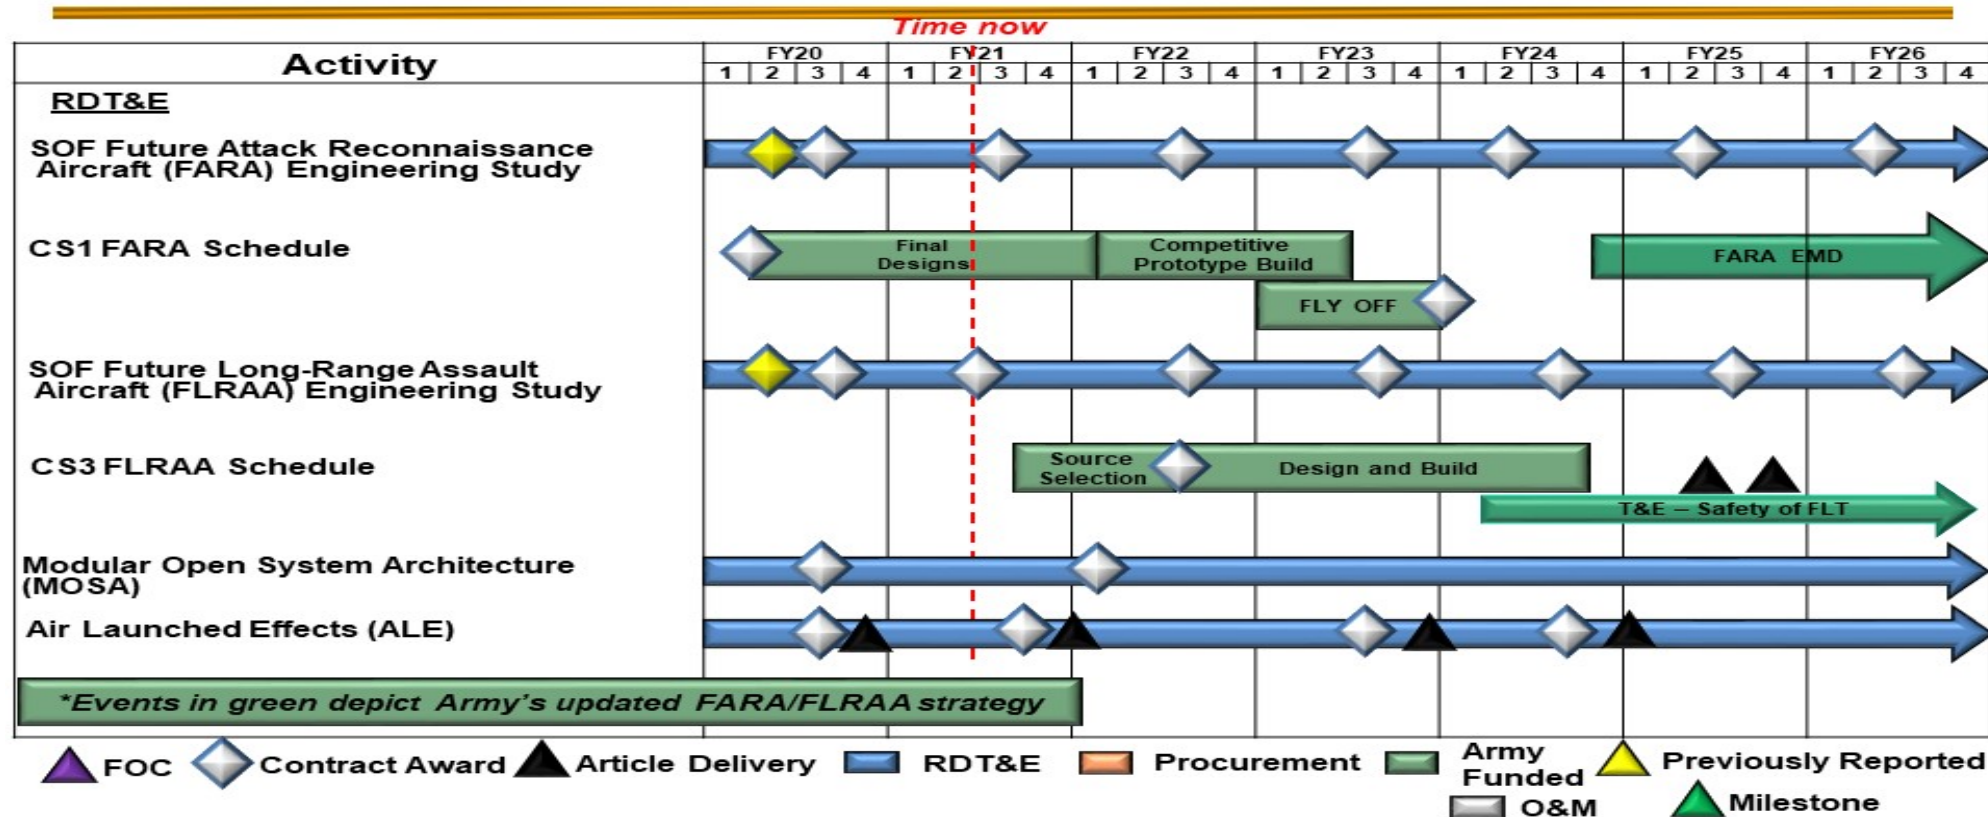 Time now
Activity
FY20 FY21 FY22 FY23 FY24 FY25 FY26
1 2 3 4 1 2 3 4 1 2 3 4 1 2 3 4 1 2 3 4 1 2 3 4 1 2 3 4
RDT&E
SOF Future Attack Reconnaissance
Aircraft (FARA) Engineering Study
CS1 FARA Schedule
Final
Designs
Competitive
Prototype Build
FARA EMD
FLY OFF
SOF Future Long-Range Assault
Aircraft (FLRAA) Engineering Study
CS3 FLRAA Schedule
Source
Selection
Design and Build
T&E – Safety of FLT
Modular Open System Architecture
(MOSA)
Air Launched Effects (ALE)
*Events in green depict Army's updated FARA/FLRAA strategy
FOC Contract Award Article Delivery RDT&E Procurement Army
Funded
Previously Reported
O&M Milestone